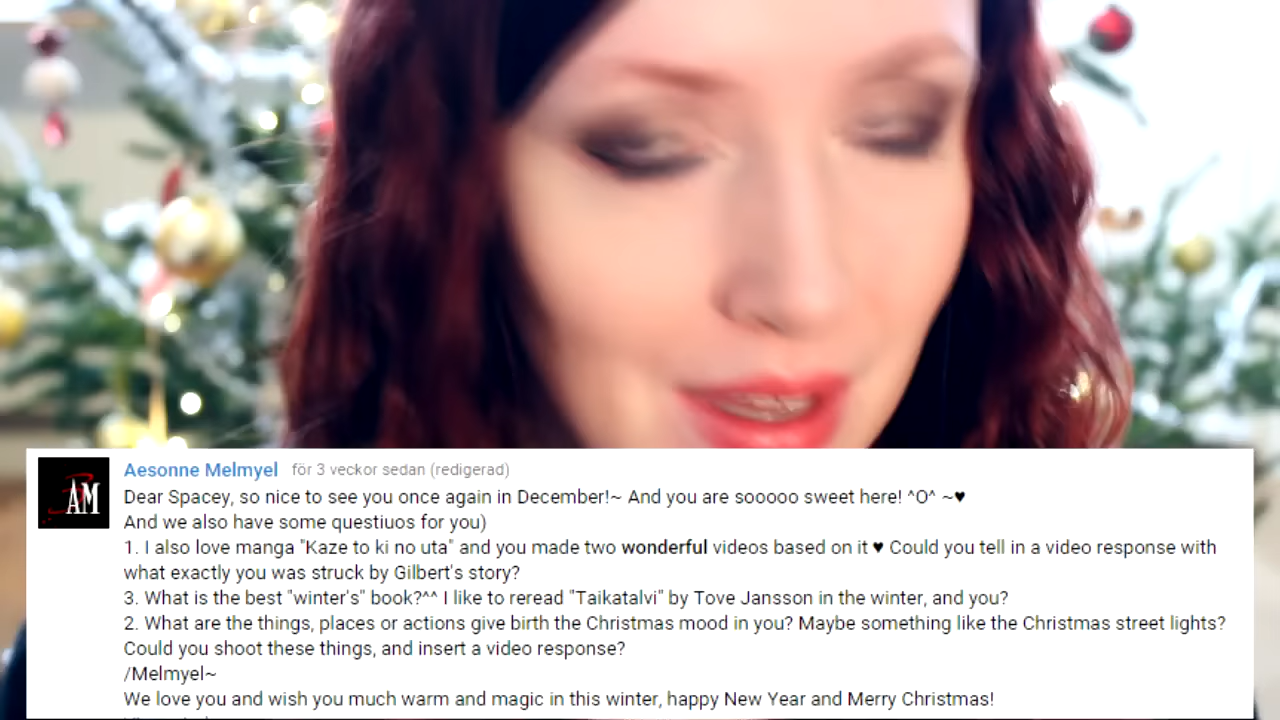 AM
Aesonne Melmyel för 3 veckor sedan (redigerad)
Dear Spacey, so nice to see you once again in December!~ And you are sooooo sweet here! ^O^ ~♥
And we also have some questiuos for you)
1. I also love manga "Kaze to ki no uta" and you made two wonderful videos based on it ♥ Could you tell in a video response with
what exactly you was struck by Gilbert's story?
3. What is the best "winter's" book?^^ I like to reread "Taikatalvi" by Tove Jansson in the winter, and you?
2. What are the things, places or actions give birth the Christmas mood in you? Maybe something like the Christmas street lights?
Could you shoot these things, and insert a video response?
/Melmyel~
We love you and wish you much warm and magic in this winter, happy New Year and Merry Christmas!